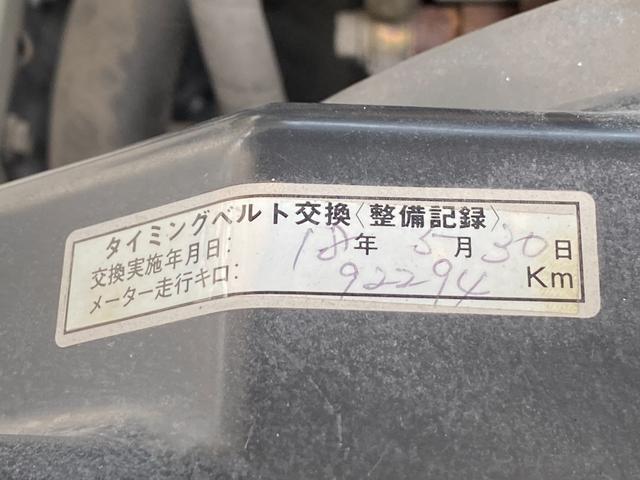 タイミングベルト交換〈整備記録〉
交換実施年月日: 18年 5月30日
メーター走行キロ: 92294 Km